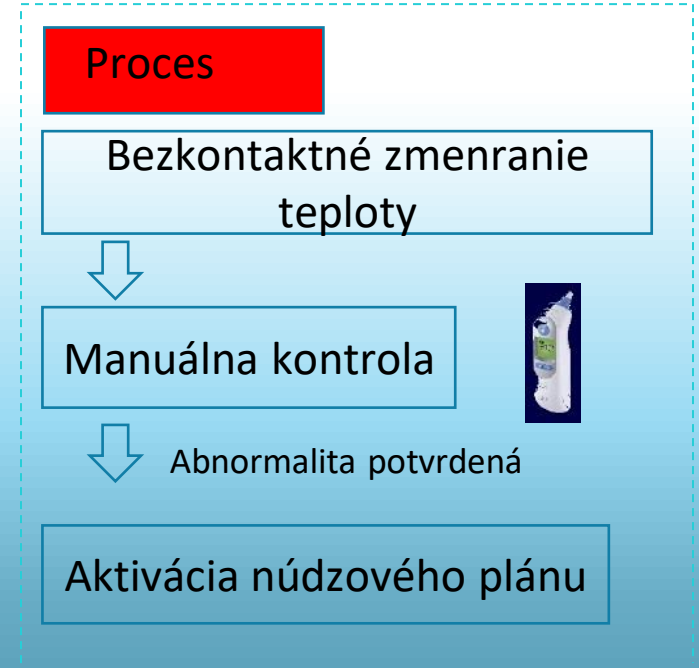 Proces
Bezkontaktné zmenranie
teploty
Manuálna kontrola
Abnormalita potvrdená
Aktivácia núdzového plánu